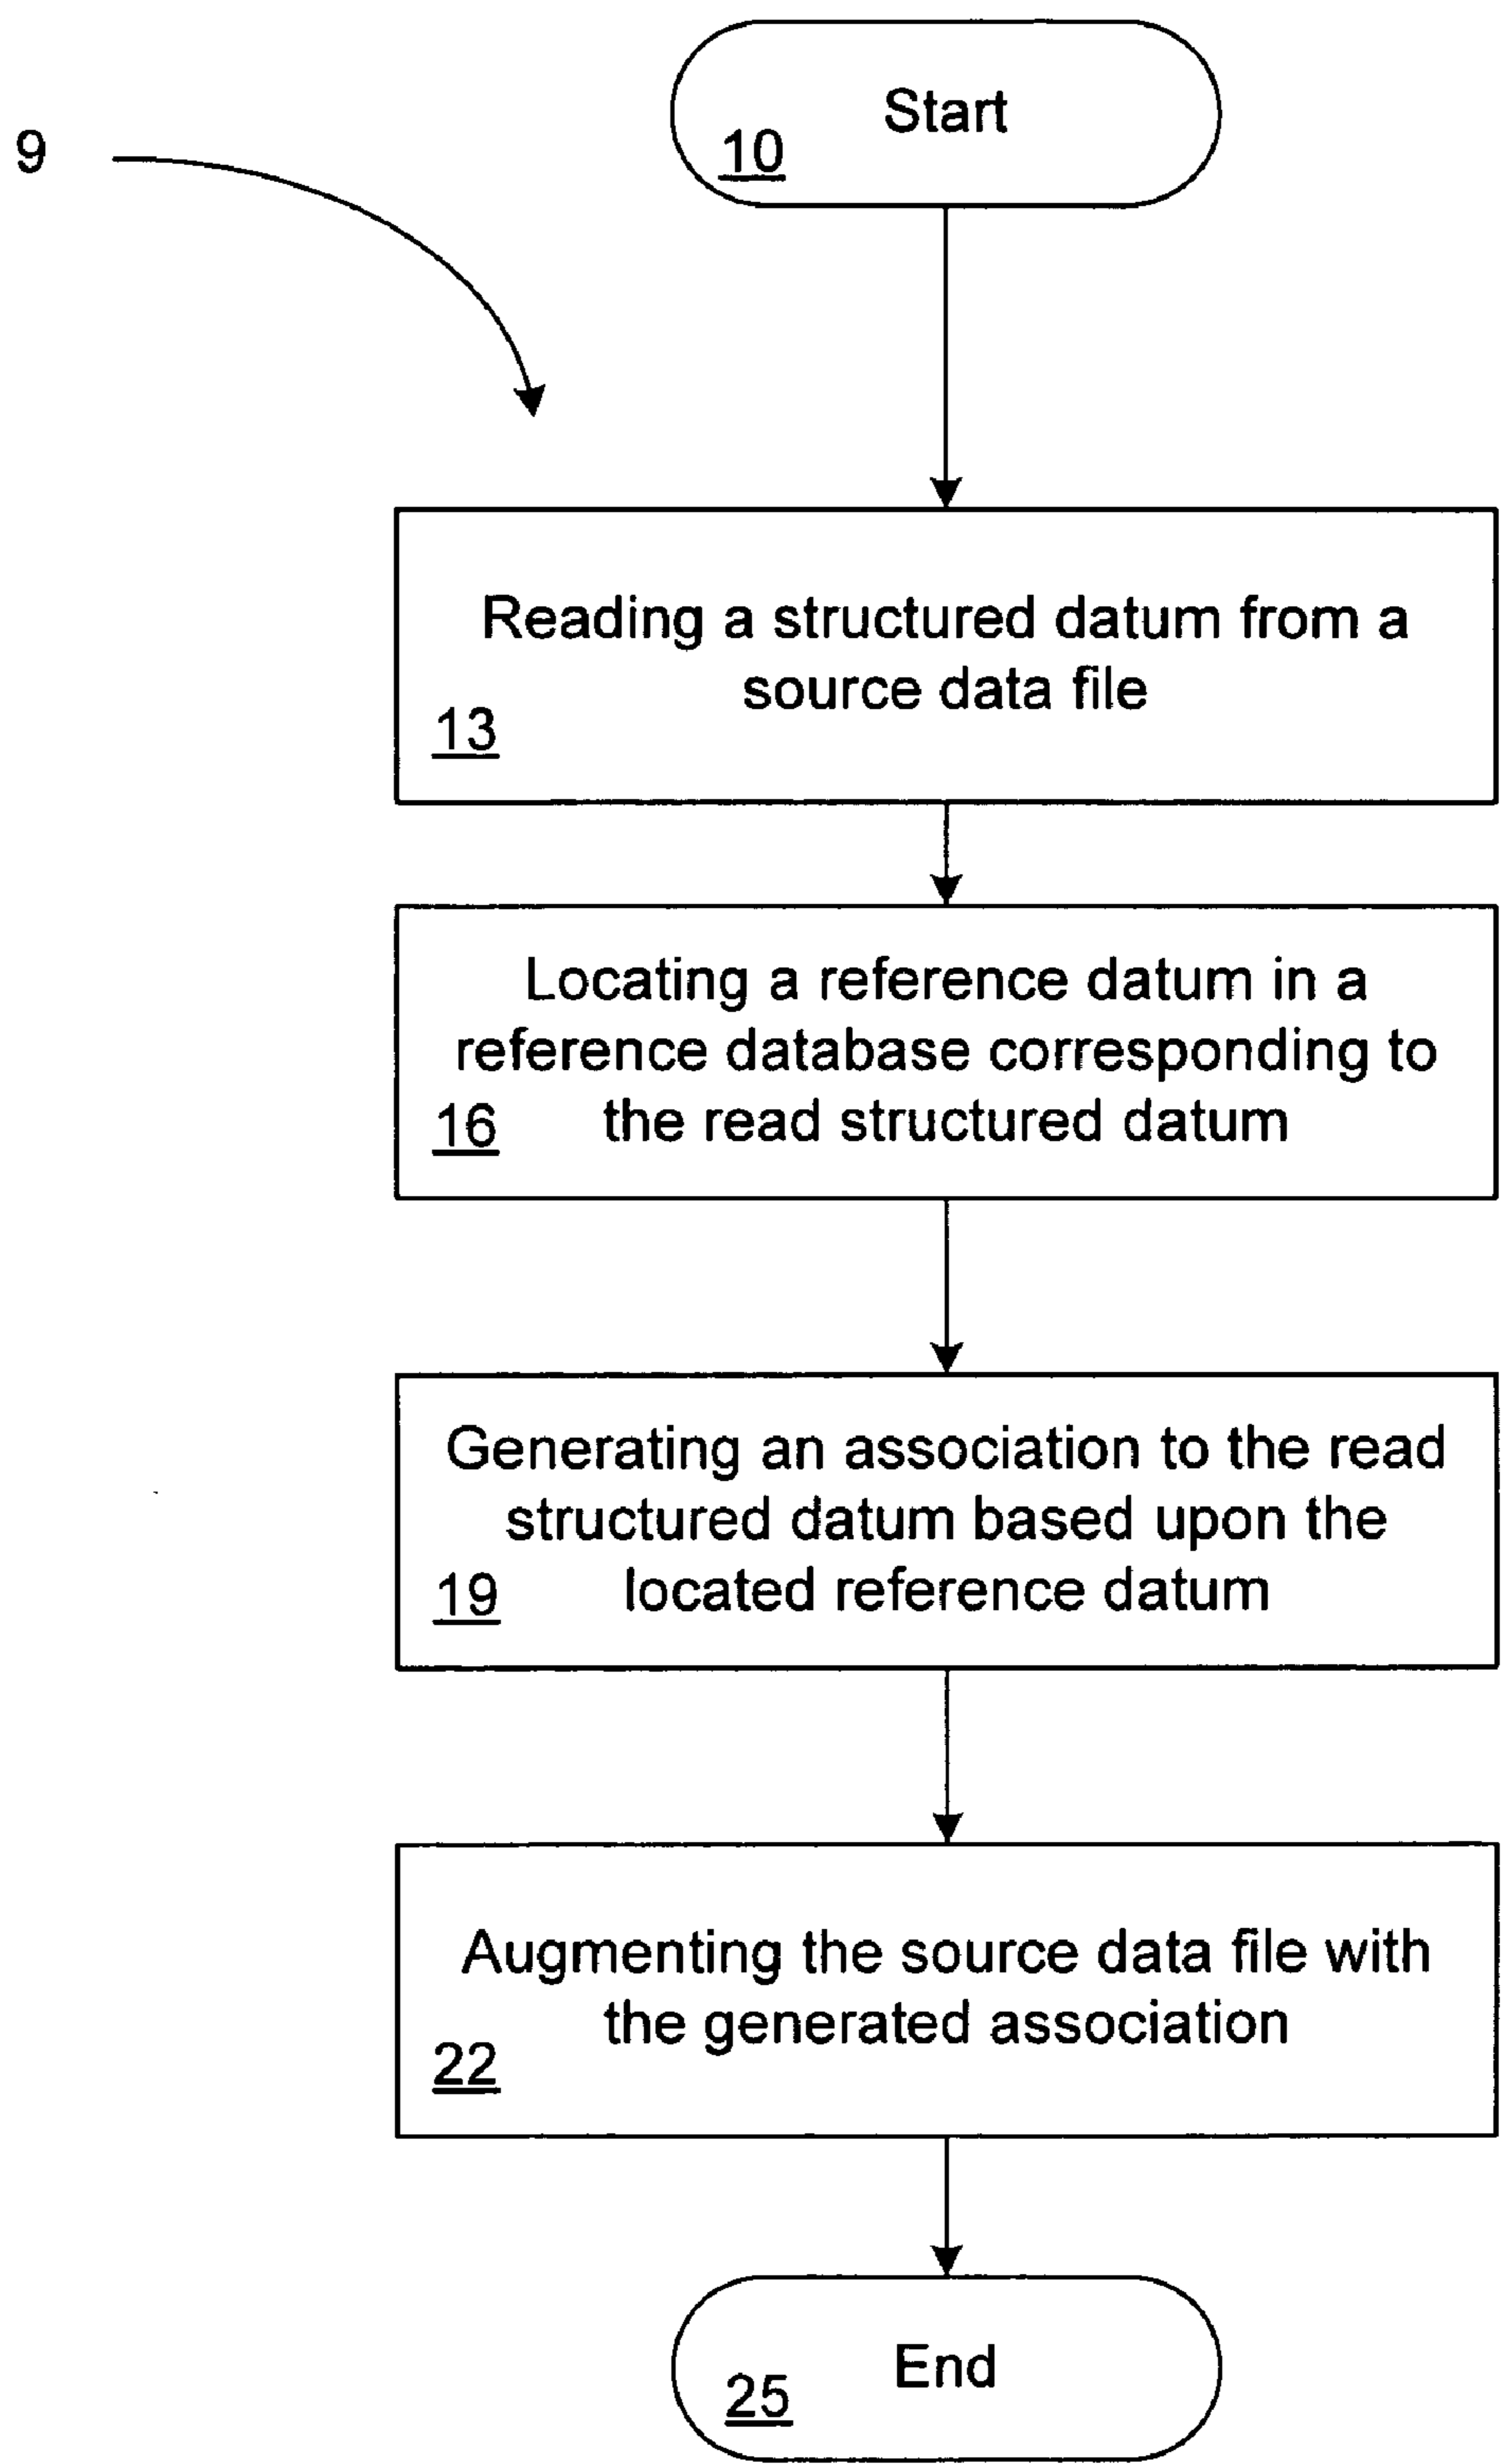 Start
10
9
Reading a structured datum from a
source data file
13
Locating a reference datum in a
reference database corresponding to
the read structured datum
16
Generating an association to the read
structured datum based upon the
located reference datum
19
Augmenting the source data file with
the generated association
22
End
25